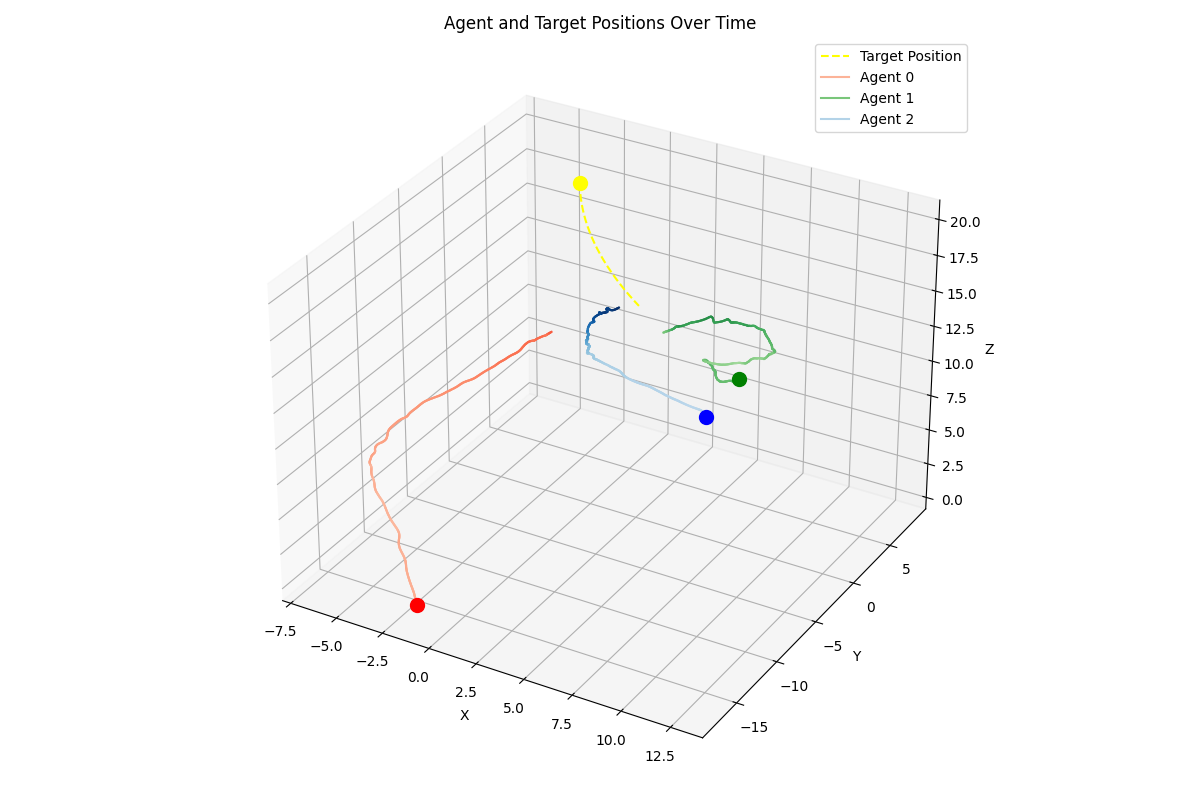 Agent and Target Positions Over Time
Target Position
Agent 0
Agent 1
Agent 2
20.0
17.5
15.0
12.5
10.0
7.5
5.0
2.5
0.0
Z
5
0
−5
−10
−15
Y
−7.5
−5.0
−2.5
0.0
2.5
5.0
7.5
10.0
12.5
X